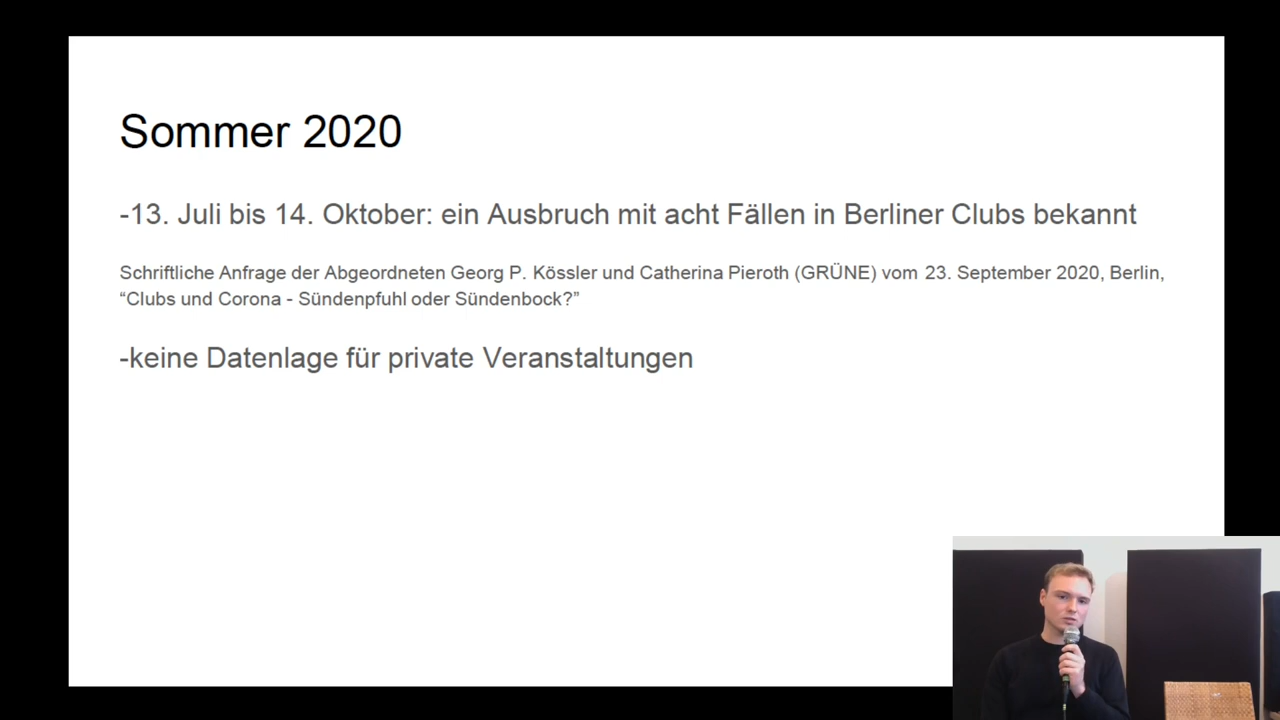 Sommer 2020
-13. Juli bis 14. Oktober: ein Ausbruch mit acht Fällen in Berliner Clubs bekannt
Schriftliche Anfrage der Abgeordneten Georg P. Kössler und Catherina Pieroth (GRÜNE) vom 23. September 2020, Berlin,
“Clubs und Corona - Sündenpfuhl oder Sündenbock?”
-keine Datenlage für private Veranstaltungen